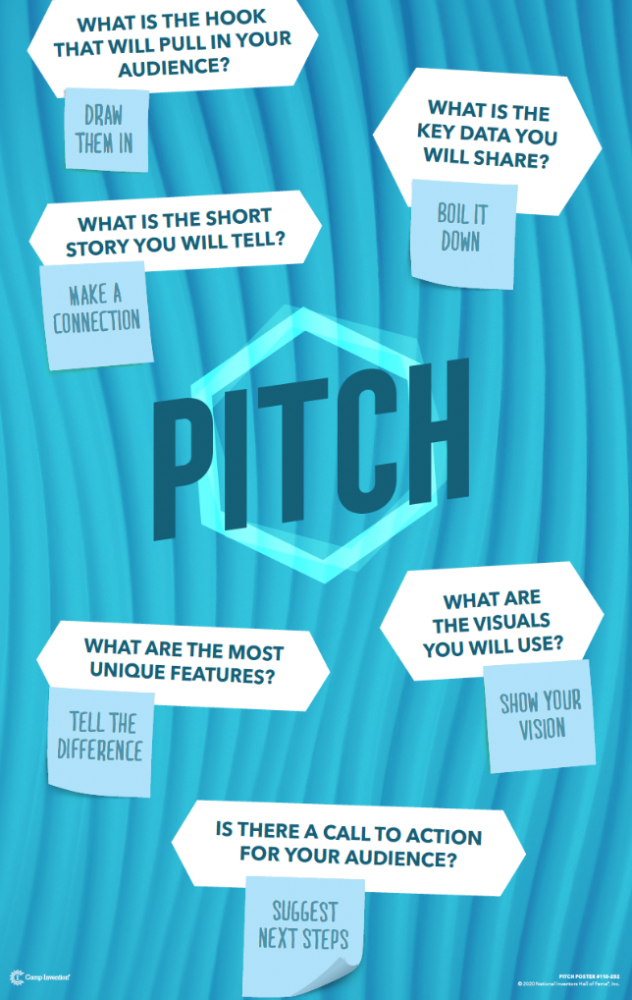 WHAT IS THE HOOK
THAT WILL PULL IN YOUR
AUDIENCE?
DRAW
THEM IN
WHAT IS THE
KEY DATA YOU
WILL SHARE?
BOIL IT
DOWN
WHAT IS THE SHORT
STORY YOU WILL TELL?
MAKE A
CONNECTION
PITCH
WHAT ARE
THE VISUALS
YOU WILL USE?
SHOW YOUR
VISION
WHAT ARE THE MOST
UNIQUE FEATURES?
TELL THE
DIFFERENCE
IS THERE A CALL TO ACTION
FOR YOUR AUDIENCE?
SUGGEST
NEXT STEPS
Camp Invention®
PITCH POSTER #110-282
© 2020 National Inventors Hall of Fame®, Inc.